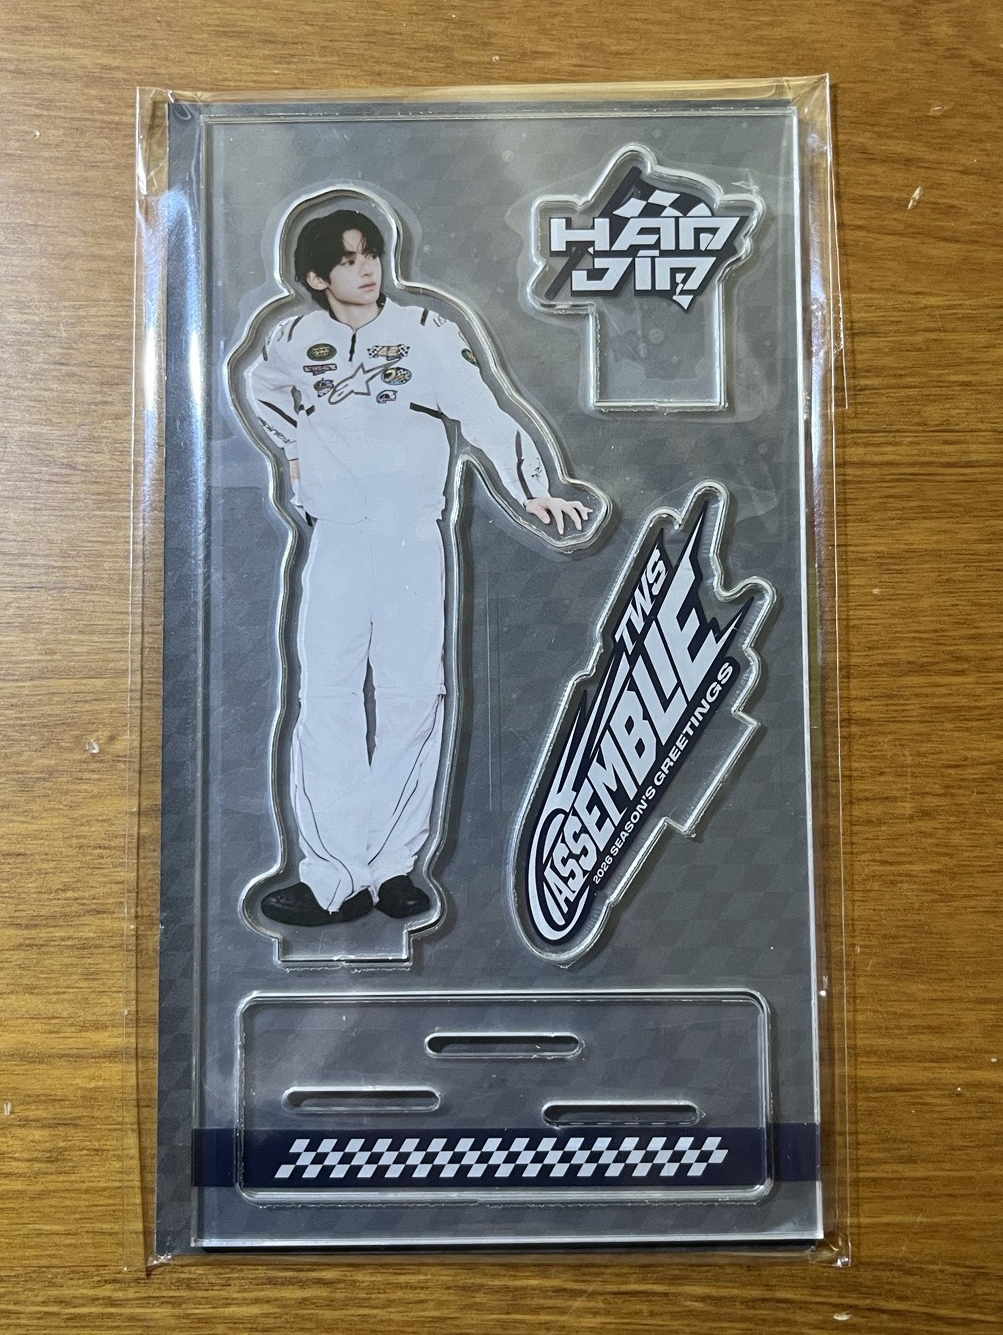 HAN
JIN
TWS
ASSEMBLE
2026 SEASON'S GREETINGS